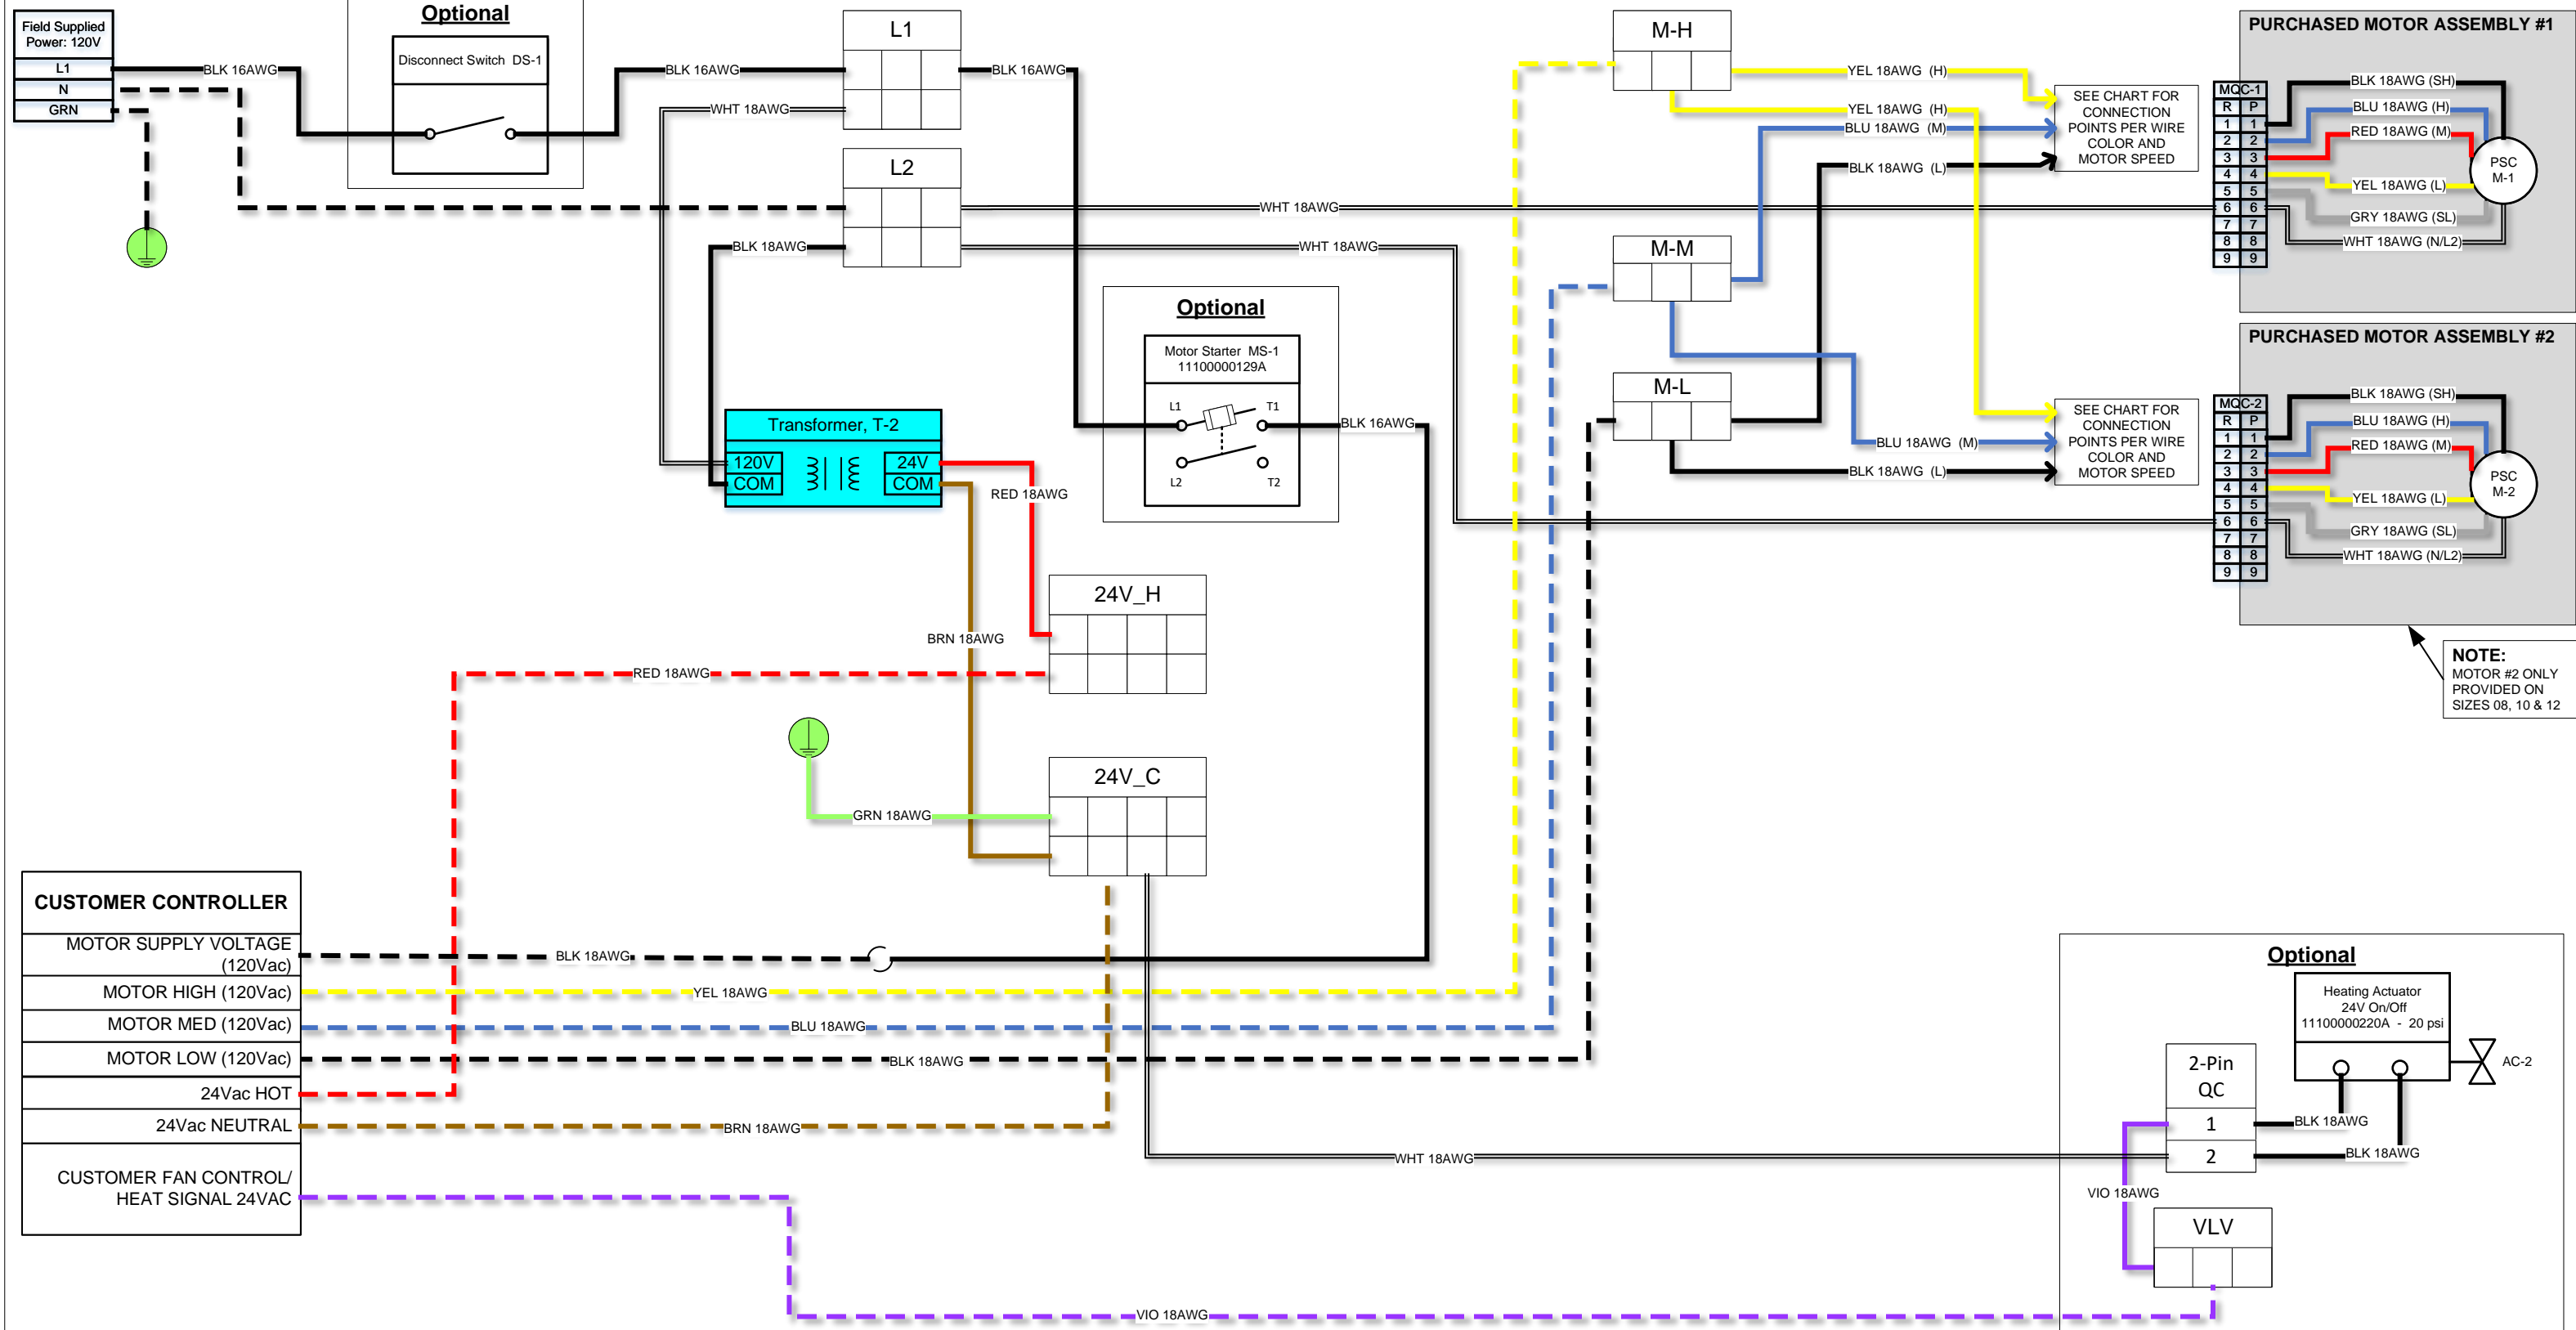 Field Supplied
Power: 120V
L1
N
GRN
BLK 16AWG
Optional
Disconnect Switch  DS-1
BLK 16AWG
WHT 18AWG
L1
BLK 16AWG
L2
BLK 18AWG
WHT 18AWG
WHT 18AWG
Optional
Motor Starter  MS-1
11100000129A
L1
T1
L2
T2
BLK 16AWG
Transformer, T-2
120V
COM
24V
COM
RED 18AWG
BRN 18AWG
24V_H
RED 18AWG
24V_C
GRN 18AWG
M-H
YEL 18AWG  (H)
YEL 18AWG  (H)
BLU 18AWG  (M)
BLK 18AWG  (L)
M-M
M-L
BLU 18AWG  (M)
BLK 18AWG  (L)
SEE CHART FOR
CONNECTION
POINTS PER WIRE
COLOR AND
MOTOR SPEED
SEE CHART FOR
CONNECTION
POINTS PER WIRE
COLOR AND
MOTOR SPEED
PURCHASED MOTOR ASSEMBLY #1
MQC-1
R P
1 1
2 2
3 3
4 4
5 5
6 6
7 7
8 8
9 9
BLK 18AWG (SH)
BLU 18AWG (H)
RED 18AWG (M)
YEL 18AWG (L)
GRY 18AWG (SL)
WHT 18AWG (N/L2)
PSC
M-1
PURCHASED MOTOR ASSEMBLY #2
MQC-2
R P
1 1
2 2
3 3
4 4
5 5
6 6
7 7
8 8
9 9
BLK 18AWG (SH)
BLU 18AWG (H)
RED 18AWG (M)
YEL 18AWG (L)
GRY 18AWG (SL)
WHT 18AWG (N/L2)
PSC
M-2
NOTE:
MOTOR #2 ONLY
PROVIDED ON
SIZES 08, 10 & 12
CUSTOMER CONTROLLER
MOTOR SUPPLY VOLTAGE
(120Vac)
MOTOR HIGH (120Vac)
MOTOR MED (120Vac)
MOTOR LOW (120Vac)
24Vac HOT
24Vac NEUTRAL
CUSTOMER FAN CONTROL/
HEAT SIGNAL 24VAC
BLK 18AWG
YEL 18AWG
BLU 18AWG
BLK 18AWG
BRN 18AWG
WHT 18AWG
VIO 18AWG
Optional
Heating Actuator
24V On/Off
11100000220A  -  20 psi
AC-2
2-Pin
QC
1
2
BLK 18AWG
BLK 18AWG
VIO 18AWG
VLV